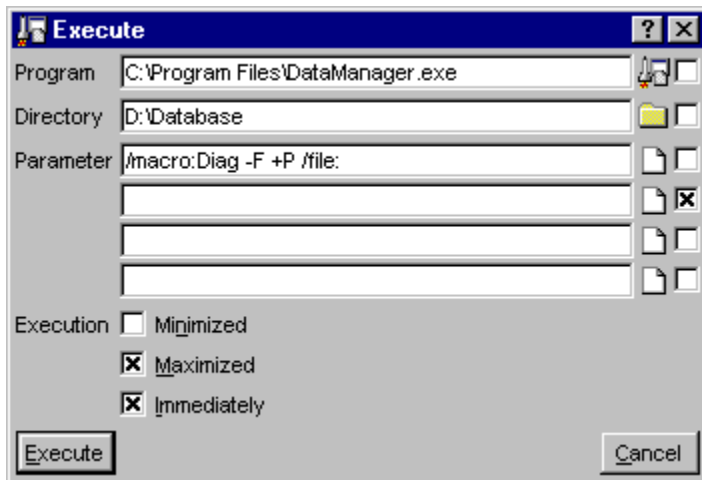 Execute
Program C:\Program Files\DataManager.exe
Directory D:\Database
Parameter /macro:Diag -F +P /file:
Execution Minimized
Maximized
Immediately
Execute Cancel